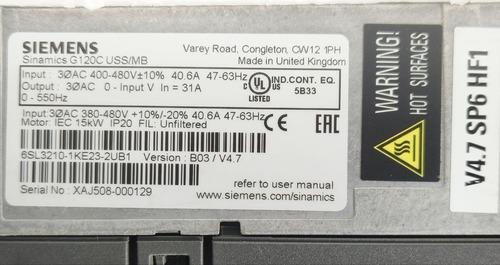 SIEMENS
Varey Road, Congleton, CW12 1PH
Sinamics G120C USS/MB
Made in United Kingdom
Input : 3ØAC 400-480V±10% 40.6A 47-63Hz
Output : 3ØAC 0 - Input V In = 31A
0 - 550Hz
C UL US
LISTED
IND.CONT. EQ.
5B33
Input:3ØAC 380-480V +10%/-20% 40.6A 47-63Hz
Motor: IEC 15kW IP20 FIL: Unfiltered
CE
EAC
6SL3210-1KE23-2UB1 Version : B03 / V4.7
Serial No : XAJ508-000129
refer to user manual
www.siemens.com/sinamics
WARNING!
HOT SURFACES
V4.7 SP6 HF1